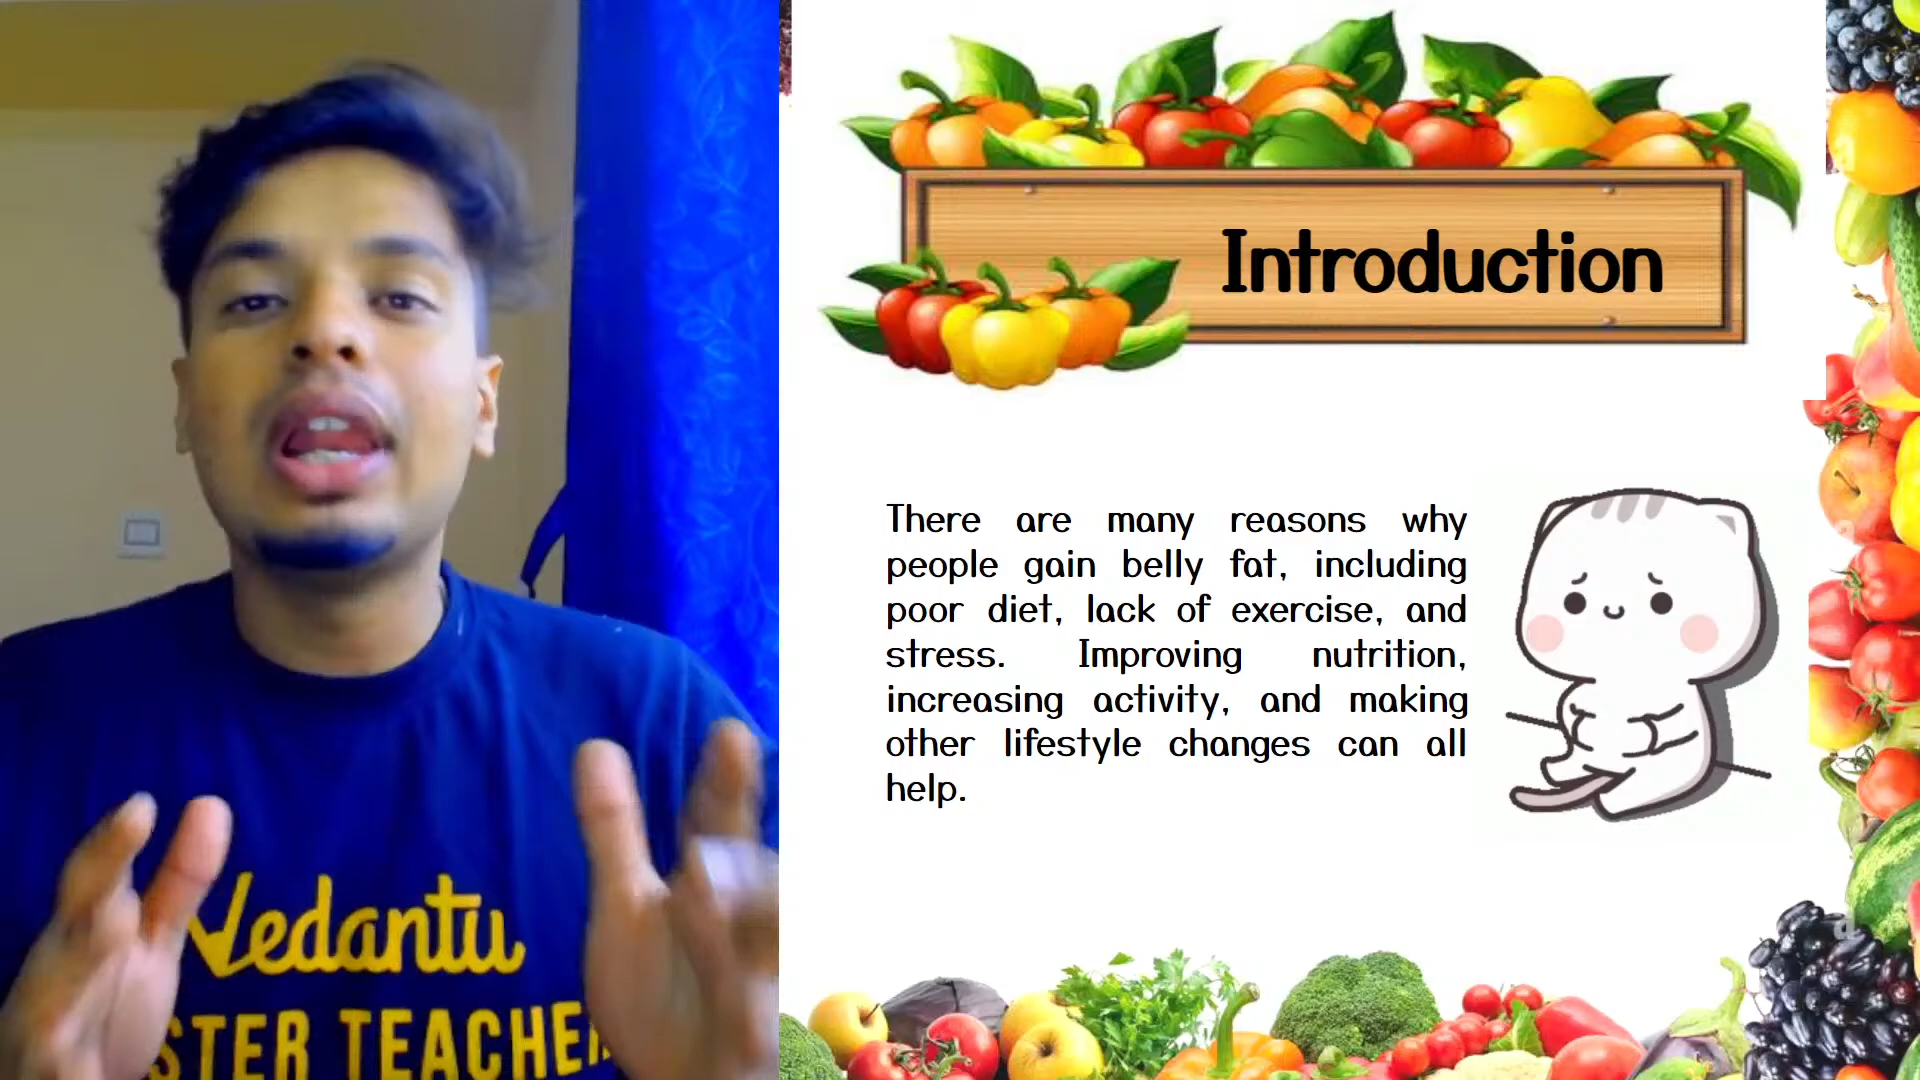 Introduction
There are many reasons why
people gain belly fat, including
poor diet, lack of exercise, and
stress. Improving nutrition,
increasing activity, and making
other lifestyle changes can all
help.
Vedantu
STER TEACHER